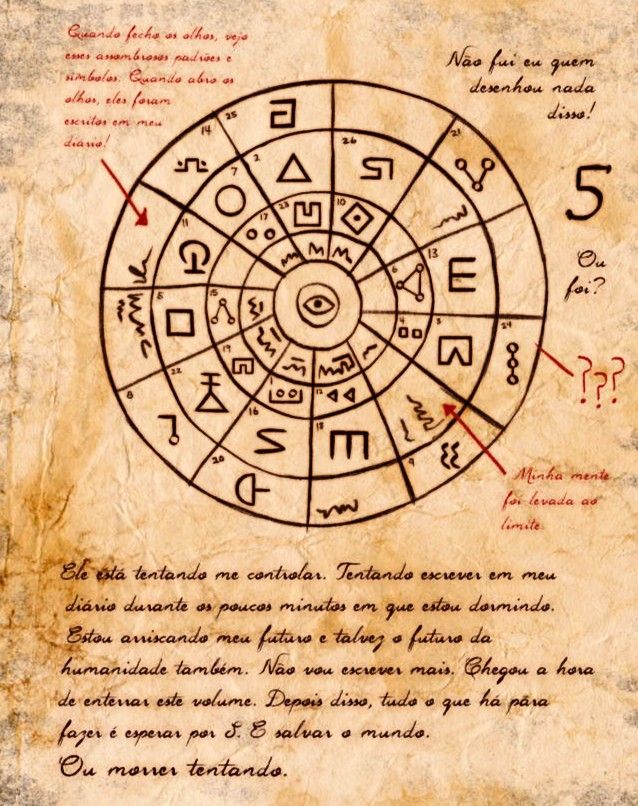 Quando fecho os olhos, vejo
esses assombrosos padrões e
símbolos. Quando abro os
olhos, eles foram
escritos em meu
diário!
Não fui eu quem
desenhou nada
disso!
5
Ou
foi?
14
25
26
21
7
2
11
17
23
10
13
6
5
15
4
3
24
8
22
19
1
12
16
18
20
9
???
Minha mente
foi levada ao
limite.
Ele está tentando me controlar. Tentando escrever em meu
diário durante os poucos minutos em que estou dormindo.
Estou arriscando meu futuro e talvez o futuro da
humanidade também. Não vou escrever mais. Chegou a hora
de enterrar este volume. Depois disso, tudo o que há para
fazer é esperar por S. E salvar o mundo.
Ou morrer tentando.